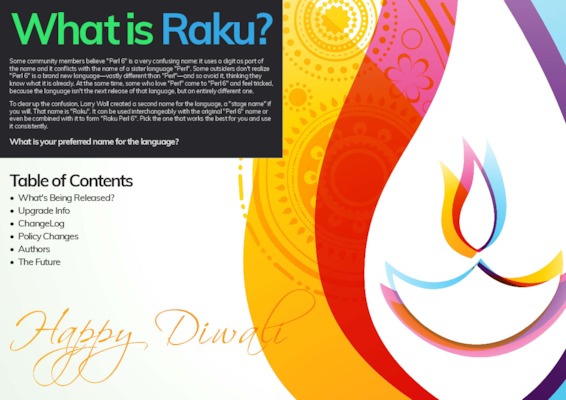 What is Raku?
Some community members believe "Perl 6" is a very confusing name: it uses a digit as part of
the name and it conflicts with the name of a sister language "Perl". Some outsiders don't realize
"Perl 6" is a brand new language—vastly different than "Perl"—and so avoid it, thinking they
know what it is already. At the same time, some who love "Perl" came to "Perl 6" and feel tricked,
because the language isn't the next release of that language, but an entirely different one.
To clear up the confusion, Larry Wall created a second name for the language, a "stage name" if
you will. That name is "Raku". It can be used interchangeably with the original "Perl 6" name or
even be combined with it to form "Raku Perl 6". Pick the one that works the best for you and use
it consistently.
What is your preferred name for the language?
Table of Contents
• What's Being Released?
• Upgrade Info
• ChangeLog
• Policy Changes
• Authors
• The Future
Happy Diwali